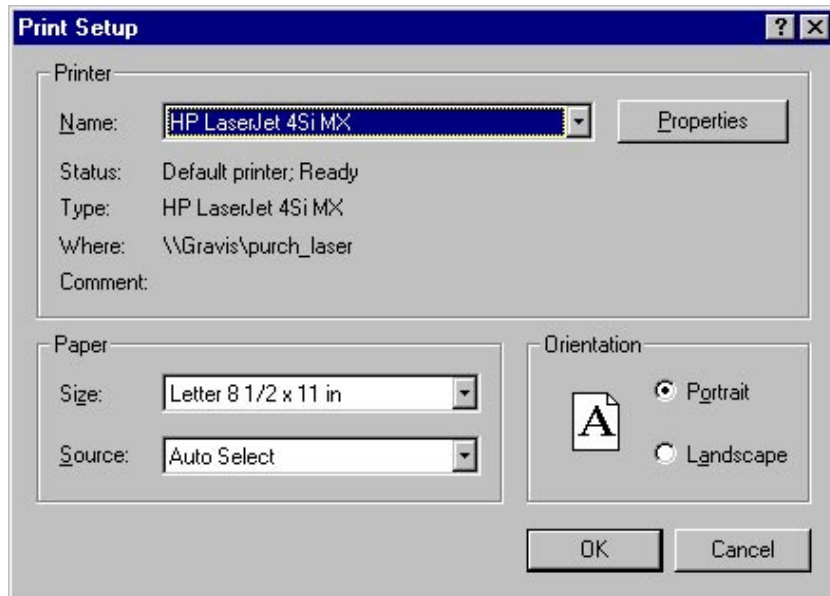 Print Setup
Printer
Name: HP LaserJet 4Si MX Properties
Status: Default printer; Ready
Type: HP LaserJet 4Si MX
Where: \\Gravis\purch_laser
Comment:
Paper
Size: Letter 8 1/2 x 11 in
Source: Auto Select
Orientation
A
Portrait
Landscape
OK Cancel